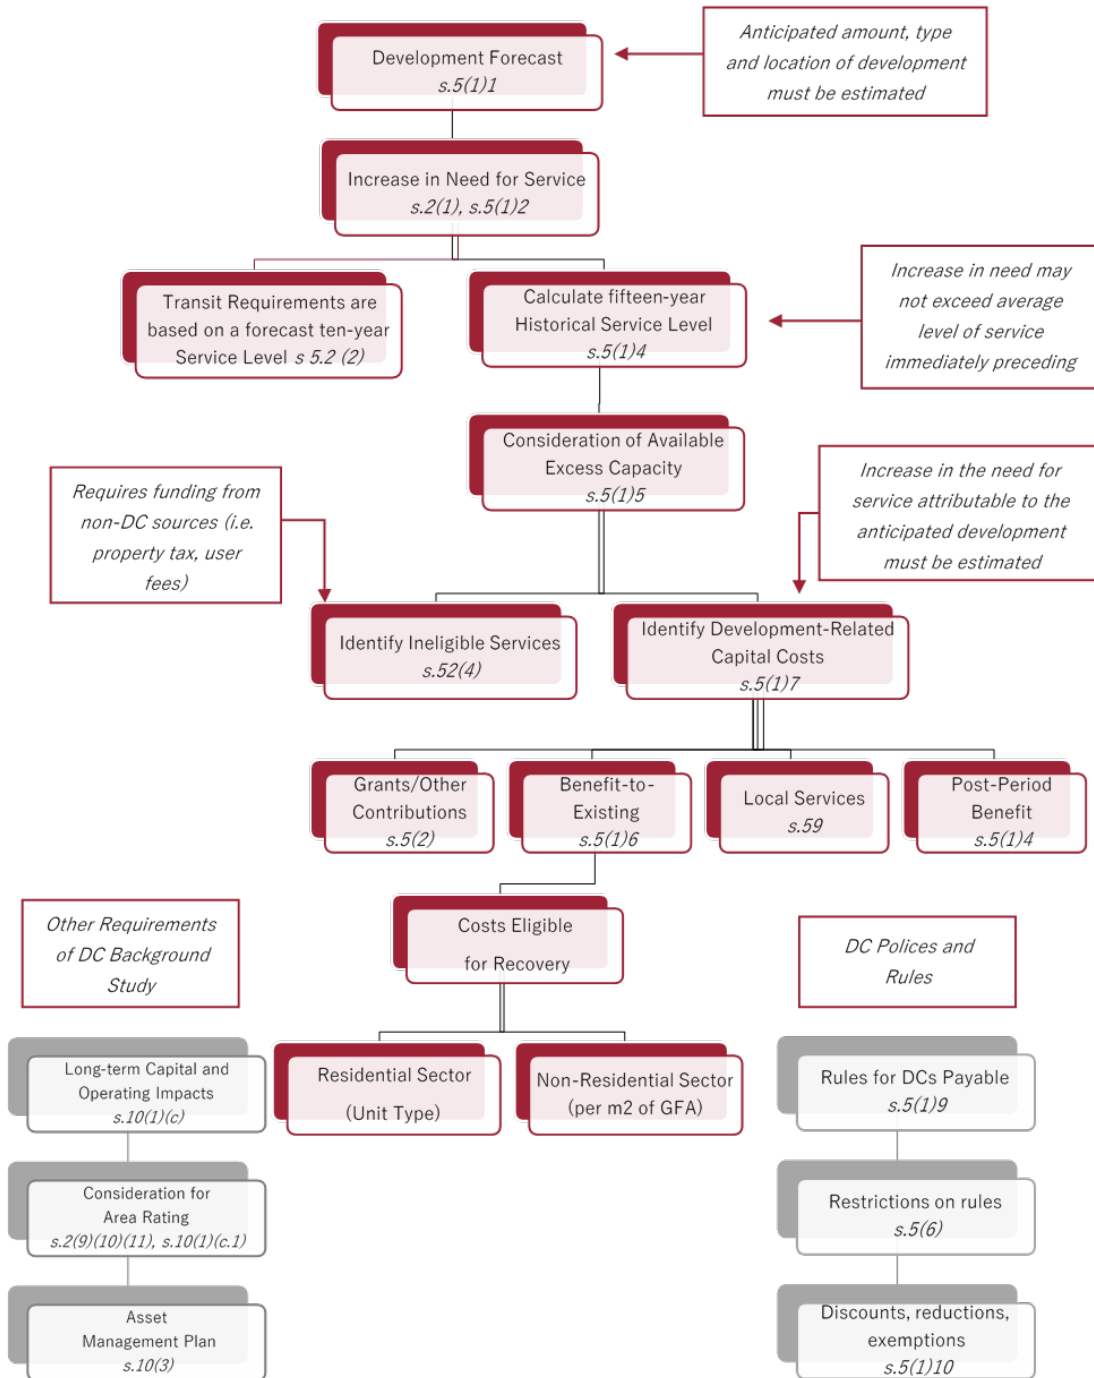 Development Forecast
s.5(1)1
Anticipated amount, type
and location of development
must be estimated
Increase in Need for Service
s.2(1), s.5(1)2
Transit Requirements are
based on a forecast ten-year
Service Level s 5.2 (2)
Calculate fifteen-year
Historical Service Level
s.5(1)4
Increase in need may
not exceed average
level of service
immediately preceding
Consideration of Available
Excess Capacity
s.5(1)5
Requires funding from
non-DC sources (i.e.
property tax, user
fees)
Increase in the need for
service attributable to the
anticipated development
must be estimated
Identify Ineligible Services
s.52(4)
Identify Development-Related
Capital Costs
s.5(1)7
Grants/Other
Contributions
s.5(2)
Benefit-to-
Existing
s.5(1)6
Local Services
s59
Post-Period
Benefit
s.5(1)4
Costs Eligible
for Recovery
Residential Sector
(Unit Type)
Non-Residential Sector
(per m2 of GFA)
Other Requirements
of DC Background
Study
Long-term Capital and
Operating Impacts
s.10(1)(c)
Consideration for
Area Rating
s.2(9)(10)(11), s.10(1)(c.1)
Asset
Management Plan
s.10(3)
DC Polices and
Rules
Rules for DCs Payable
s.5(1)9
Restrictions on rules
s.5(6)
Discounts, reductions,
exemptions
s.5(1)10